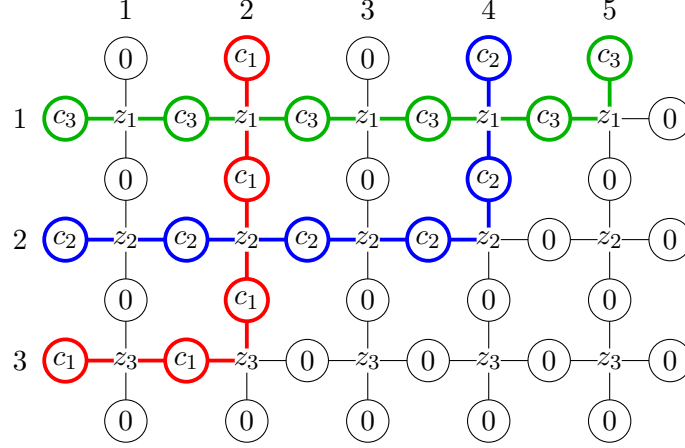 1 2 3 4 5
0 c₁ 0 c₂ c₃
1 c₃ z₁ c₃ z₁ c₃ z₁ c₃ z₁ c₃ z₁ 0
0 c₁ 0 c₂ 0
2 c₂ z₂ c₂ z₂ c₂ z₂ c₂ z₂ 0 z₂ 0
0 c₁ 0 0 0
3 c₁ z₃ c₁ z₃ 0 z₃ 0 z₃ 0 z₃ 0
0 0 0 0 0